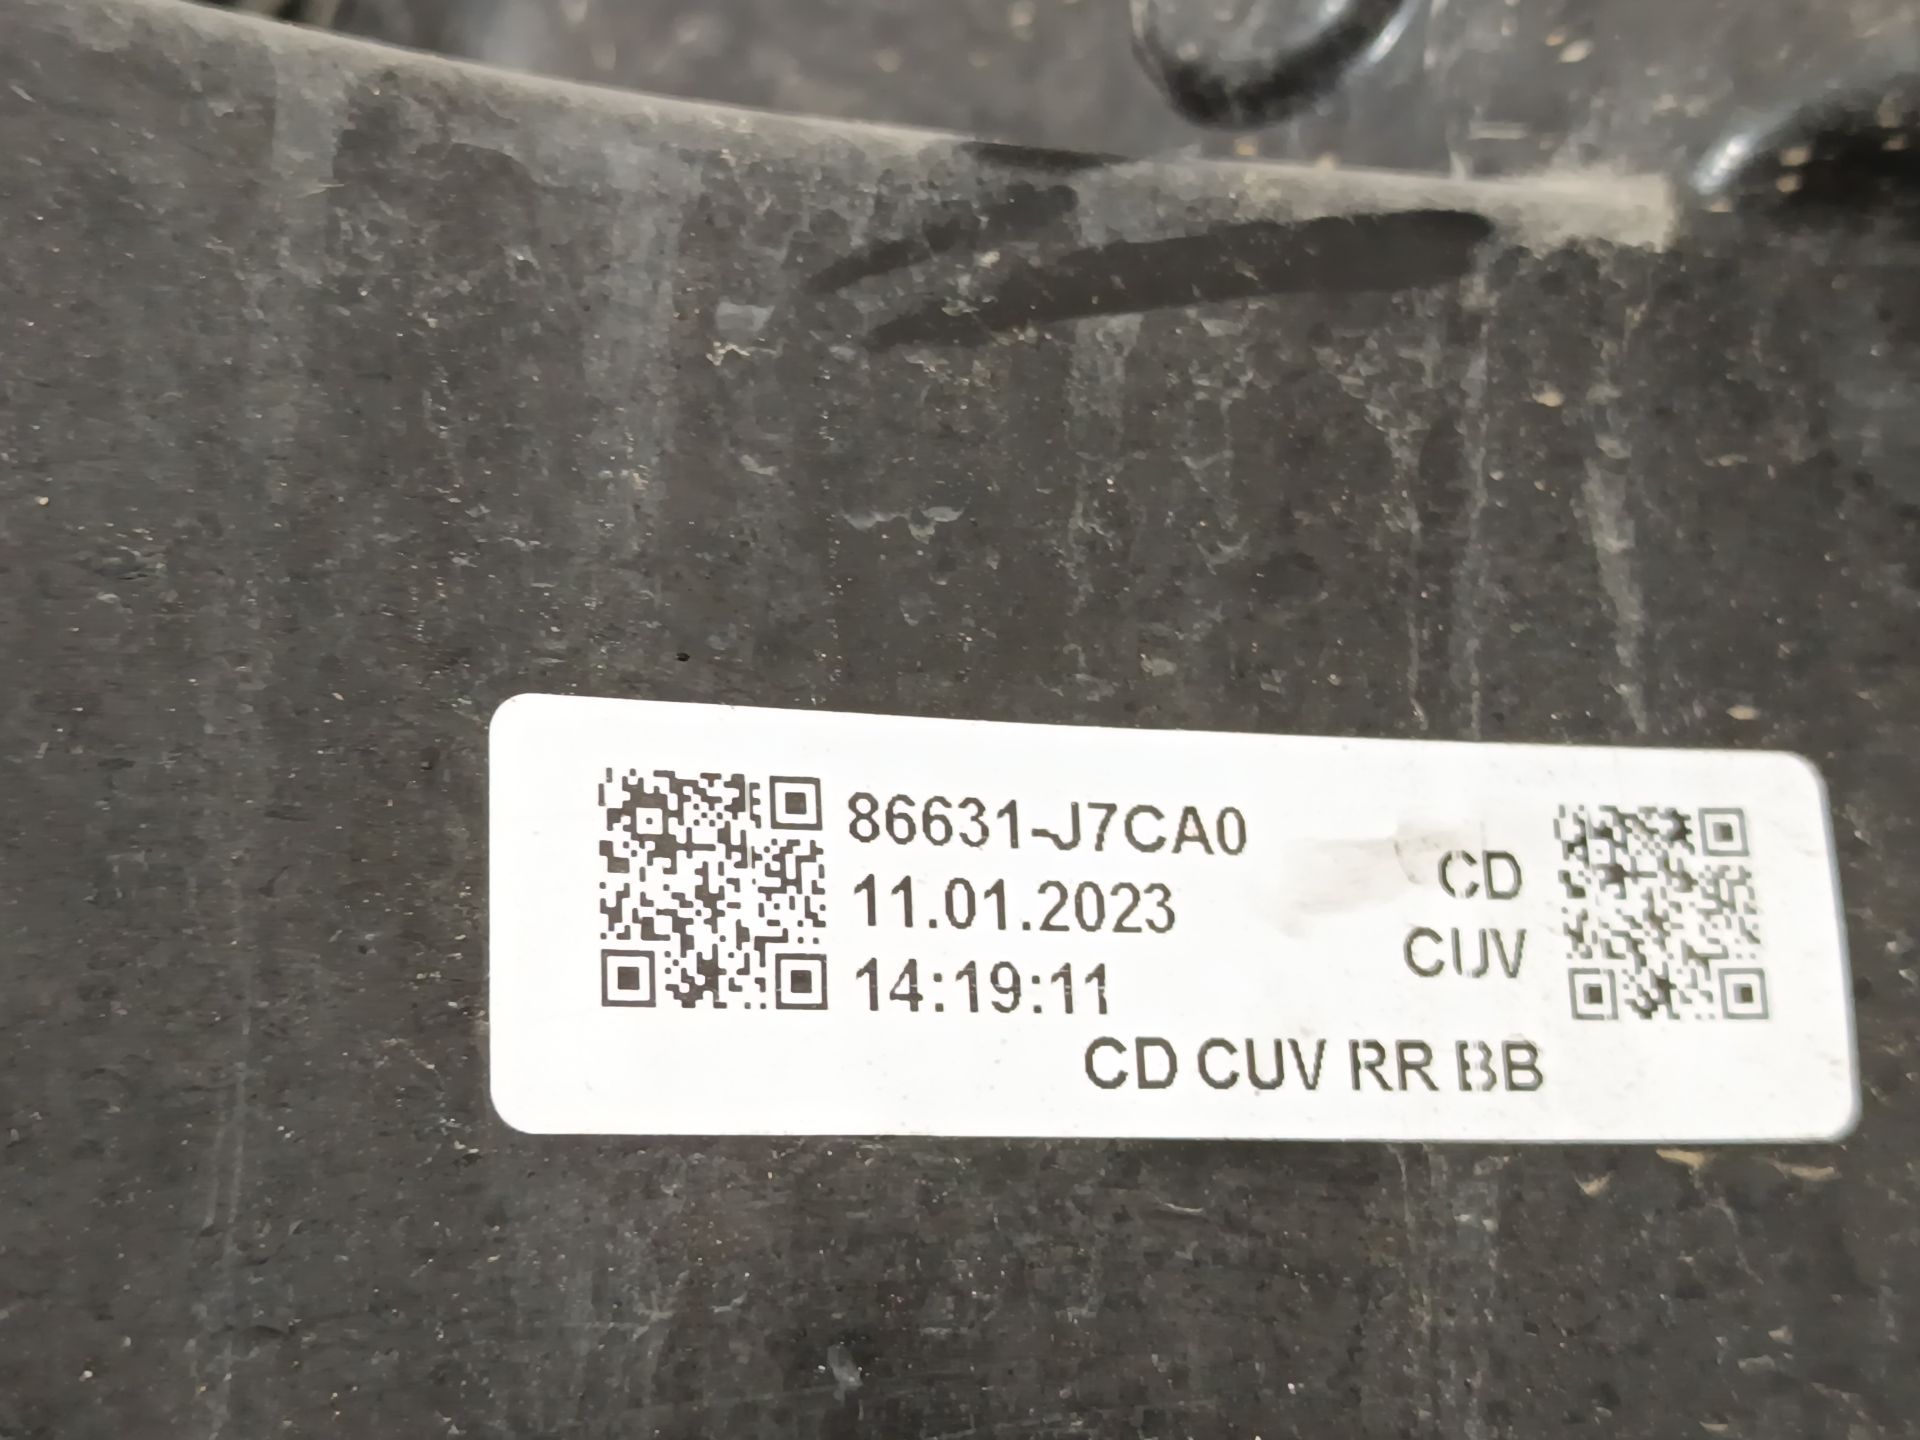 86631-J7CA0
11.01.2023
14:19:11
CD
CUV
CD CUV RR BB